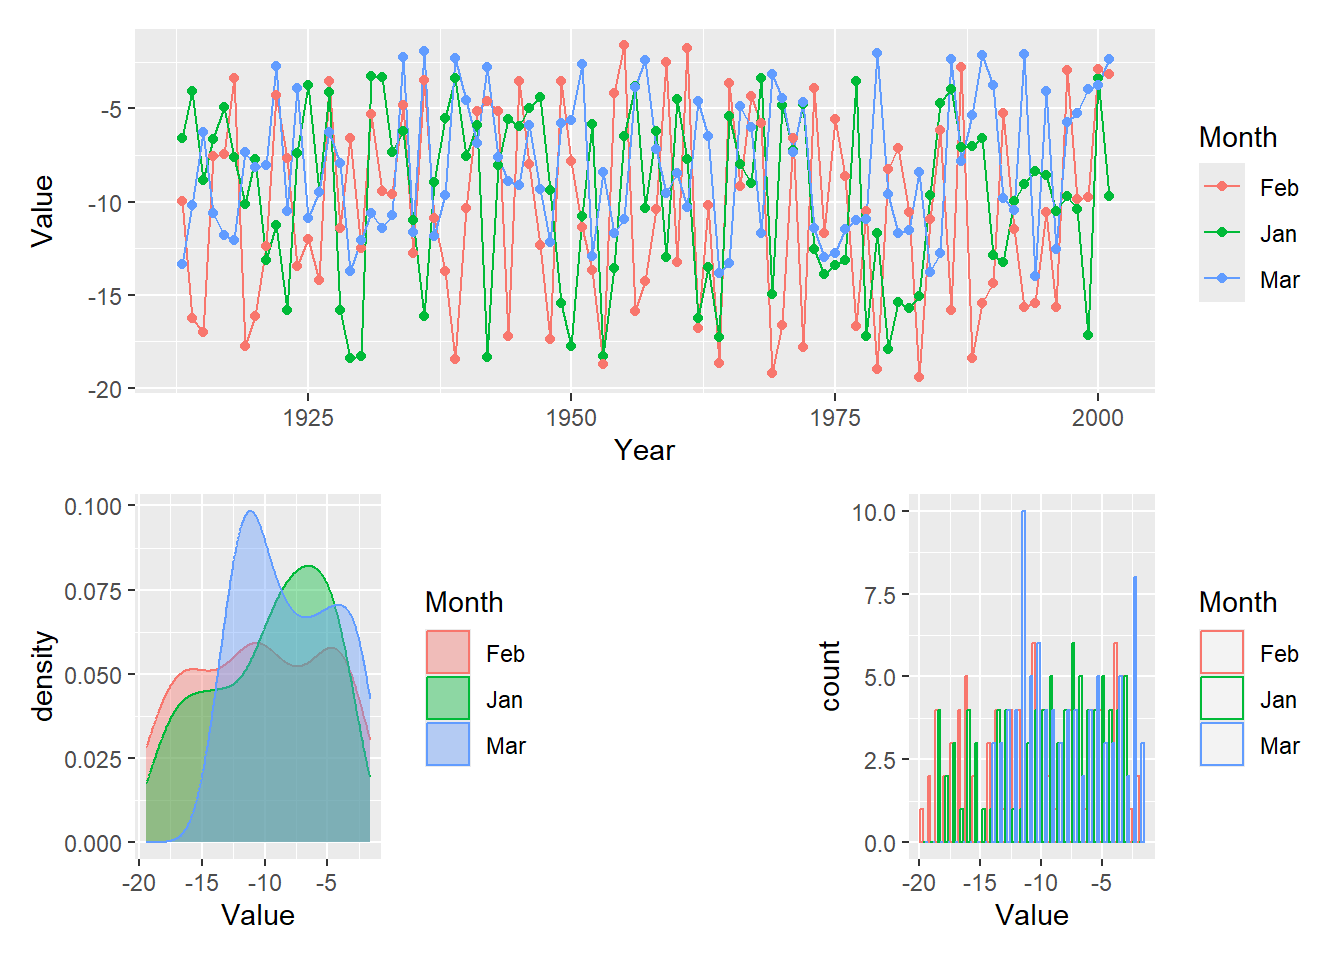 Value
-5
-10
-15
-20
1925 1950 1975 2000
Year
Month
Feb
Jan
Mar
density
0.100
0.075
0.050
0.025
0.000
-20 -15 -10 -5
Value
Month
Feb
Jan
Mar
count
10.0
7.5
5.0
2.5
0.0
-20 -15 -10 -5
Value
Month
Feb
Jan
Mar